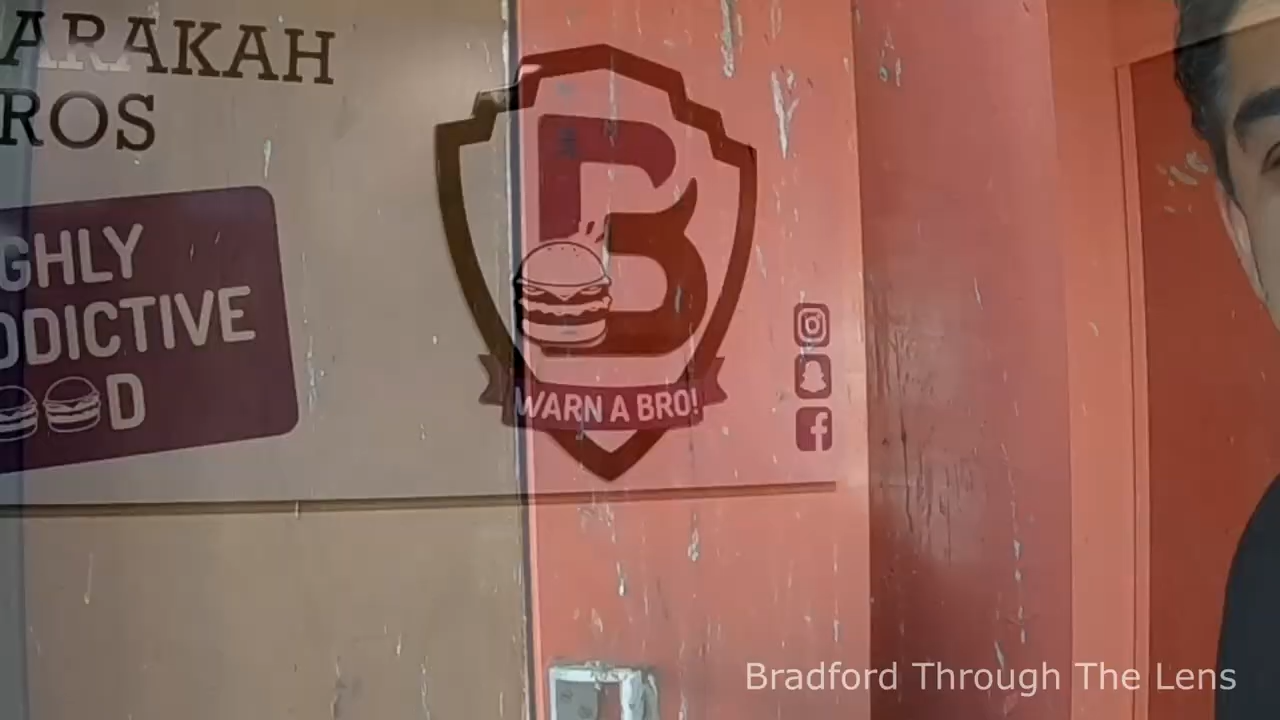 ARAKAH
ROS
GHLY
DDICTIVE
D
B
WARN A BRO!
Bradford Through The Lens